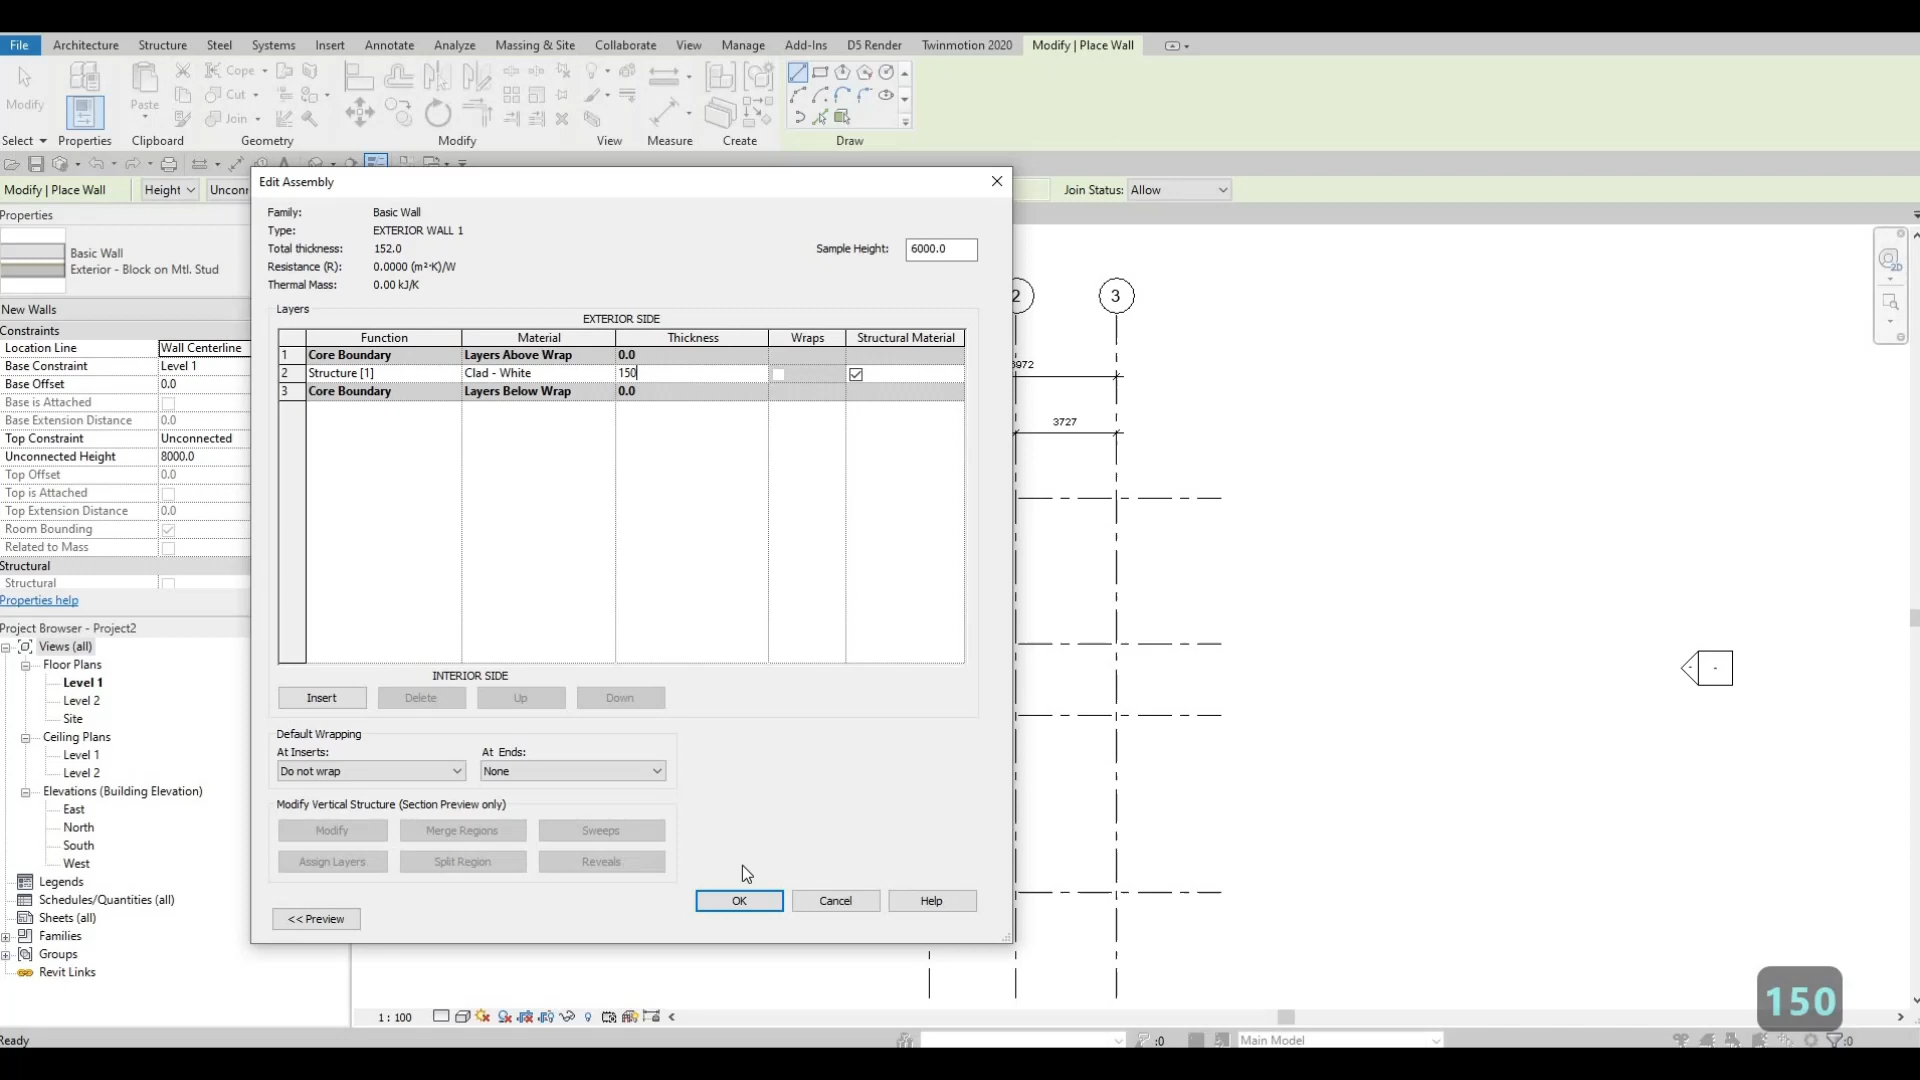 File Architecture Structure Steel Systems Insert Annotate Analyze Massing & Site Collaborate View Manage Add-Ins D5 Render Twinmotion 2020 Modify | Place Wall
Modify Paste Cope Cut Join
Select Properties Clipboard Geometry Modify View Measure Create Draw
Modify | Place Wall Height Unconn Join Status: Allow
Edit Assembly
Family: Basic Wall
Type: EXTERIOR WALL 1
Total thickness: 152.0 Sample Height: 6000.0
Resistance (R): 0.0000 (m²·K)/W
Thermal Mass: 0.00 kJ/K
Layers
EXTERIOR SIDE
Function Material Thickness Wraps Structural Material
1 Core Boundary Layers Above Wrap 0.0
2 Structure [1] Clad - White 150
3 Core Boundary Layers Below Wrap 0.0
INTERIOR SIDE
Insert Delete Up Down
Default Wrapping
At Inserts: At Ends:
Do not wrap None
Modify Vertical Structure (Section Preview only)
Modify Merge Regions Sweeps
Assign Layers Split Region Reveals
OK Cancel Help
<< Preview
Properties
Basic Wall
Exterior - Block on Mtl. Stud
New Walls
Constraints
Location Line Wall Centerline
Base Constraint Level 1
Base Offset 0.0
Base is Attached
Base Extension Distance 0.0
Top Constraint Unconnected
Unconnected Height 8000.0
Top Offset 0.0
Top is Attached
Top Extension Distance 0.0
Room Bounding
Related to Mass
Structural
Structural
Properties help
Project Browser - Project2
Views (all)
Floor Plans
Level 1
Level 2
Site
Ceiling Plans
Level 1
Level 2
Elevations (Building Elevation)
East
North
South
West
Legends
Schedules/Quantities (all)
Sheets (all)
Families
Groups
Revit Links
2 3
3972
3727
2D
150
1 : 100
Ready :0 Main Model :0